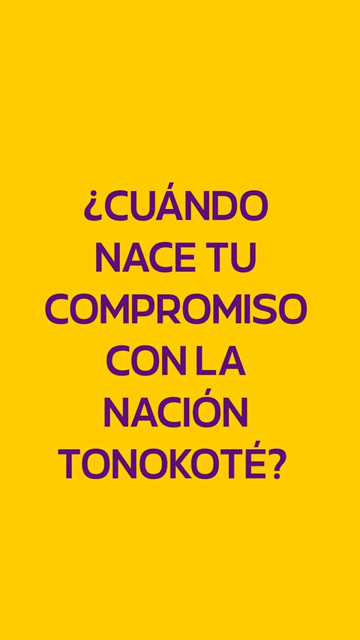 ¿CUÁNDO
NACE TU
COMPROMISO
CON LA
NACIÓN
TONOKOTÉ?